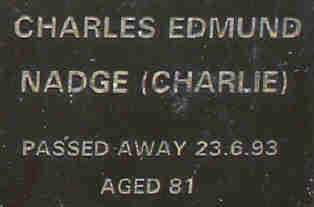 CHARLES EDMUND
NADGE (CHARLIE)
PASSED AWAY 23.6.93
AGED 81